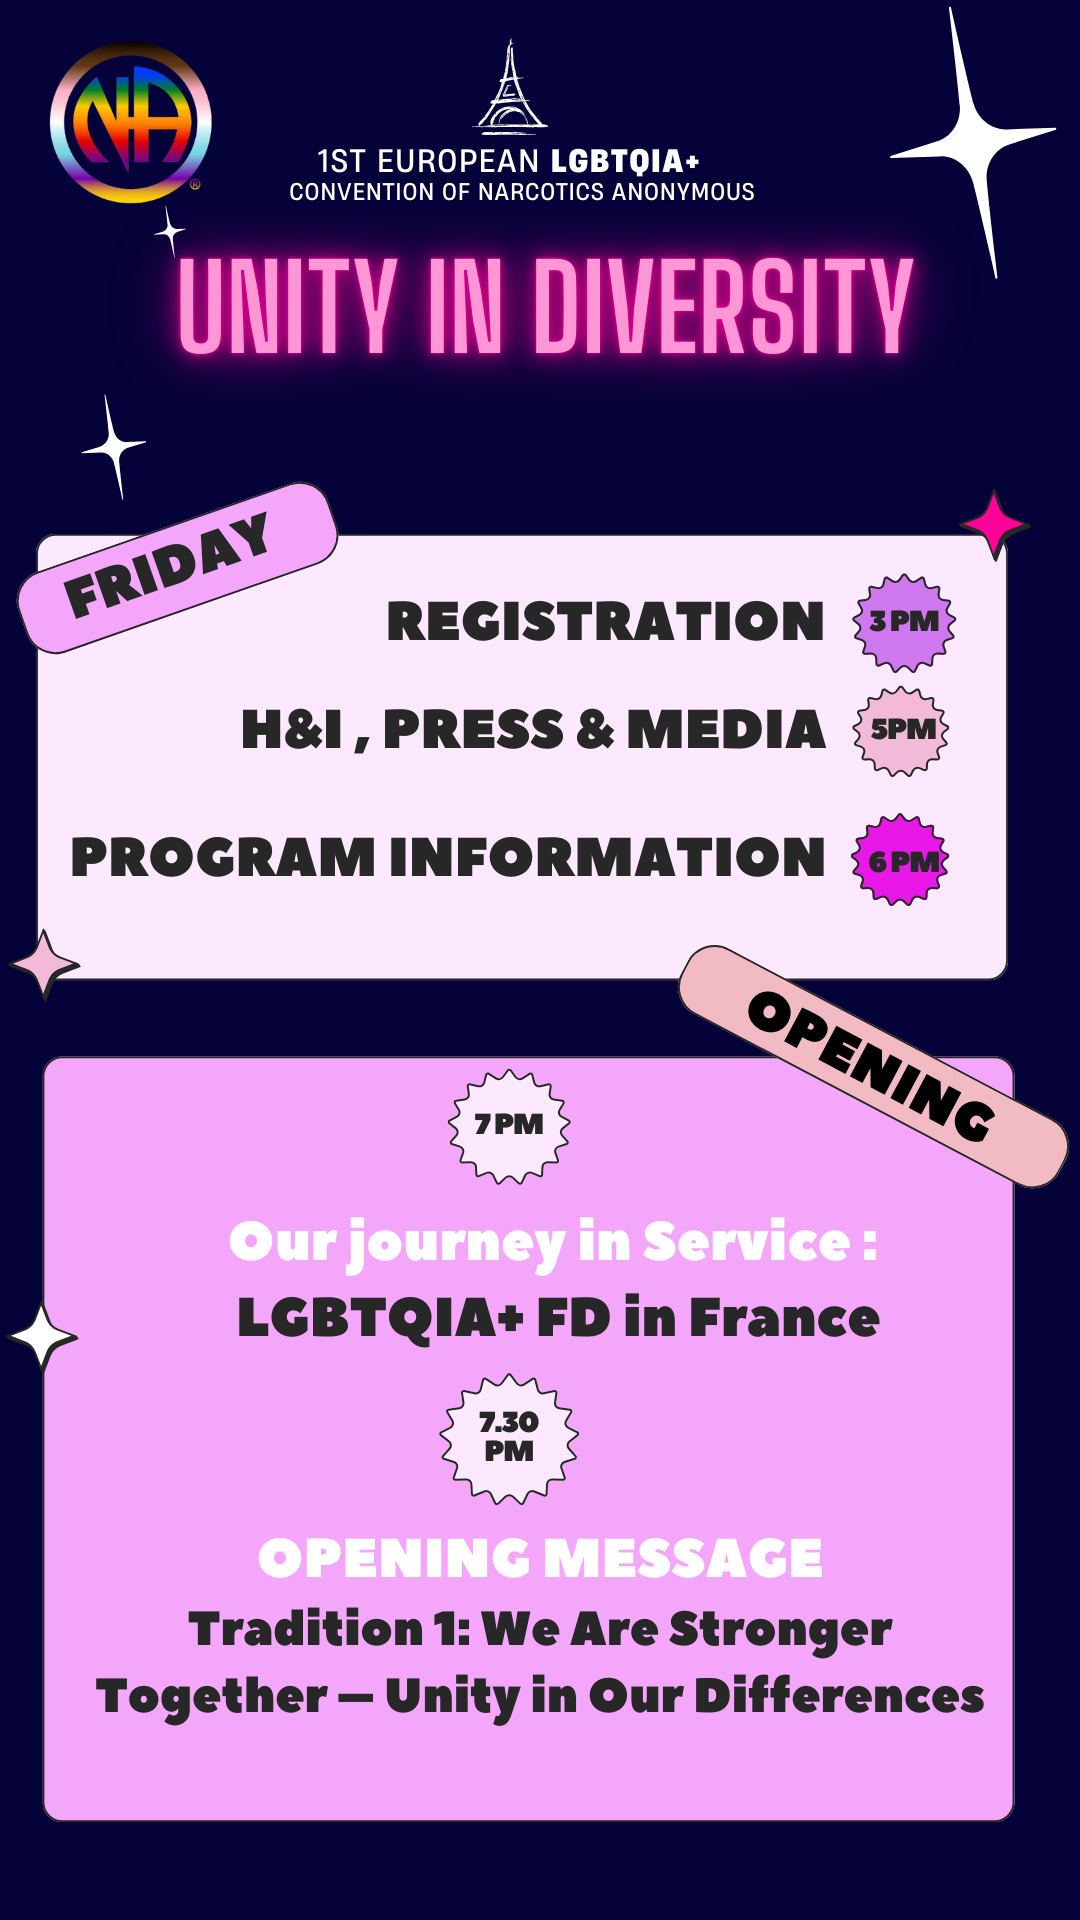 NA
®
1ST EUROPEAN LGBTQIA+
CONVENTION OF NARCOTICS ANONYMOUS
UNITY IN DIVERSITY
FRIDAY
REGISTRATION 3 PM
H&I , PRESS & MEDIA 5PM
PROGRAM INFORMATION 6 PM
OPENING
7 PM
Our journey in Service :
LGBTQIA+ FD in France
7.30
PM
OPENING MESSAGE
Tradition 1: We Are Stronger
Together – Unity in Our Differences